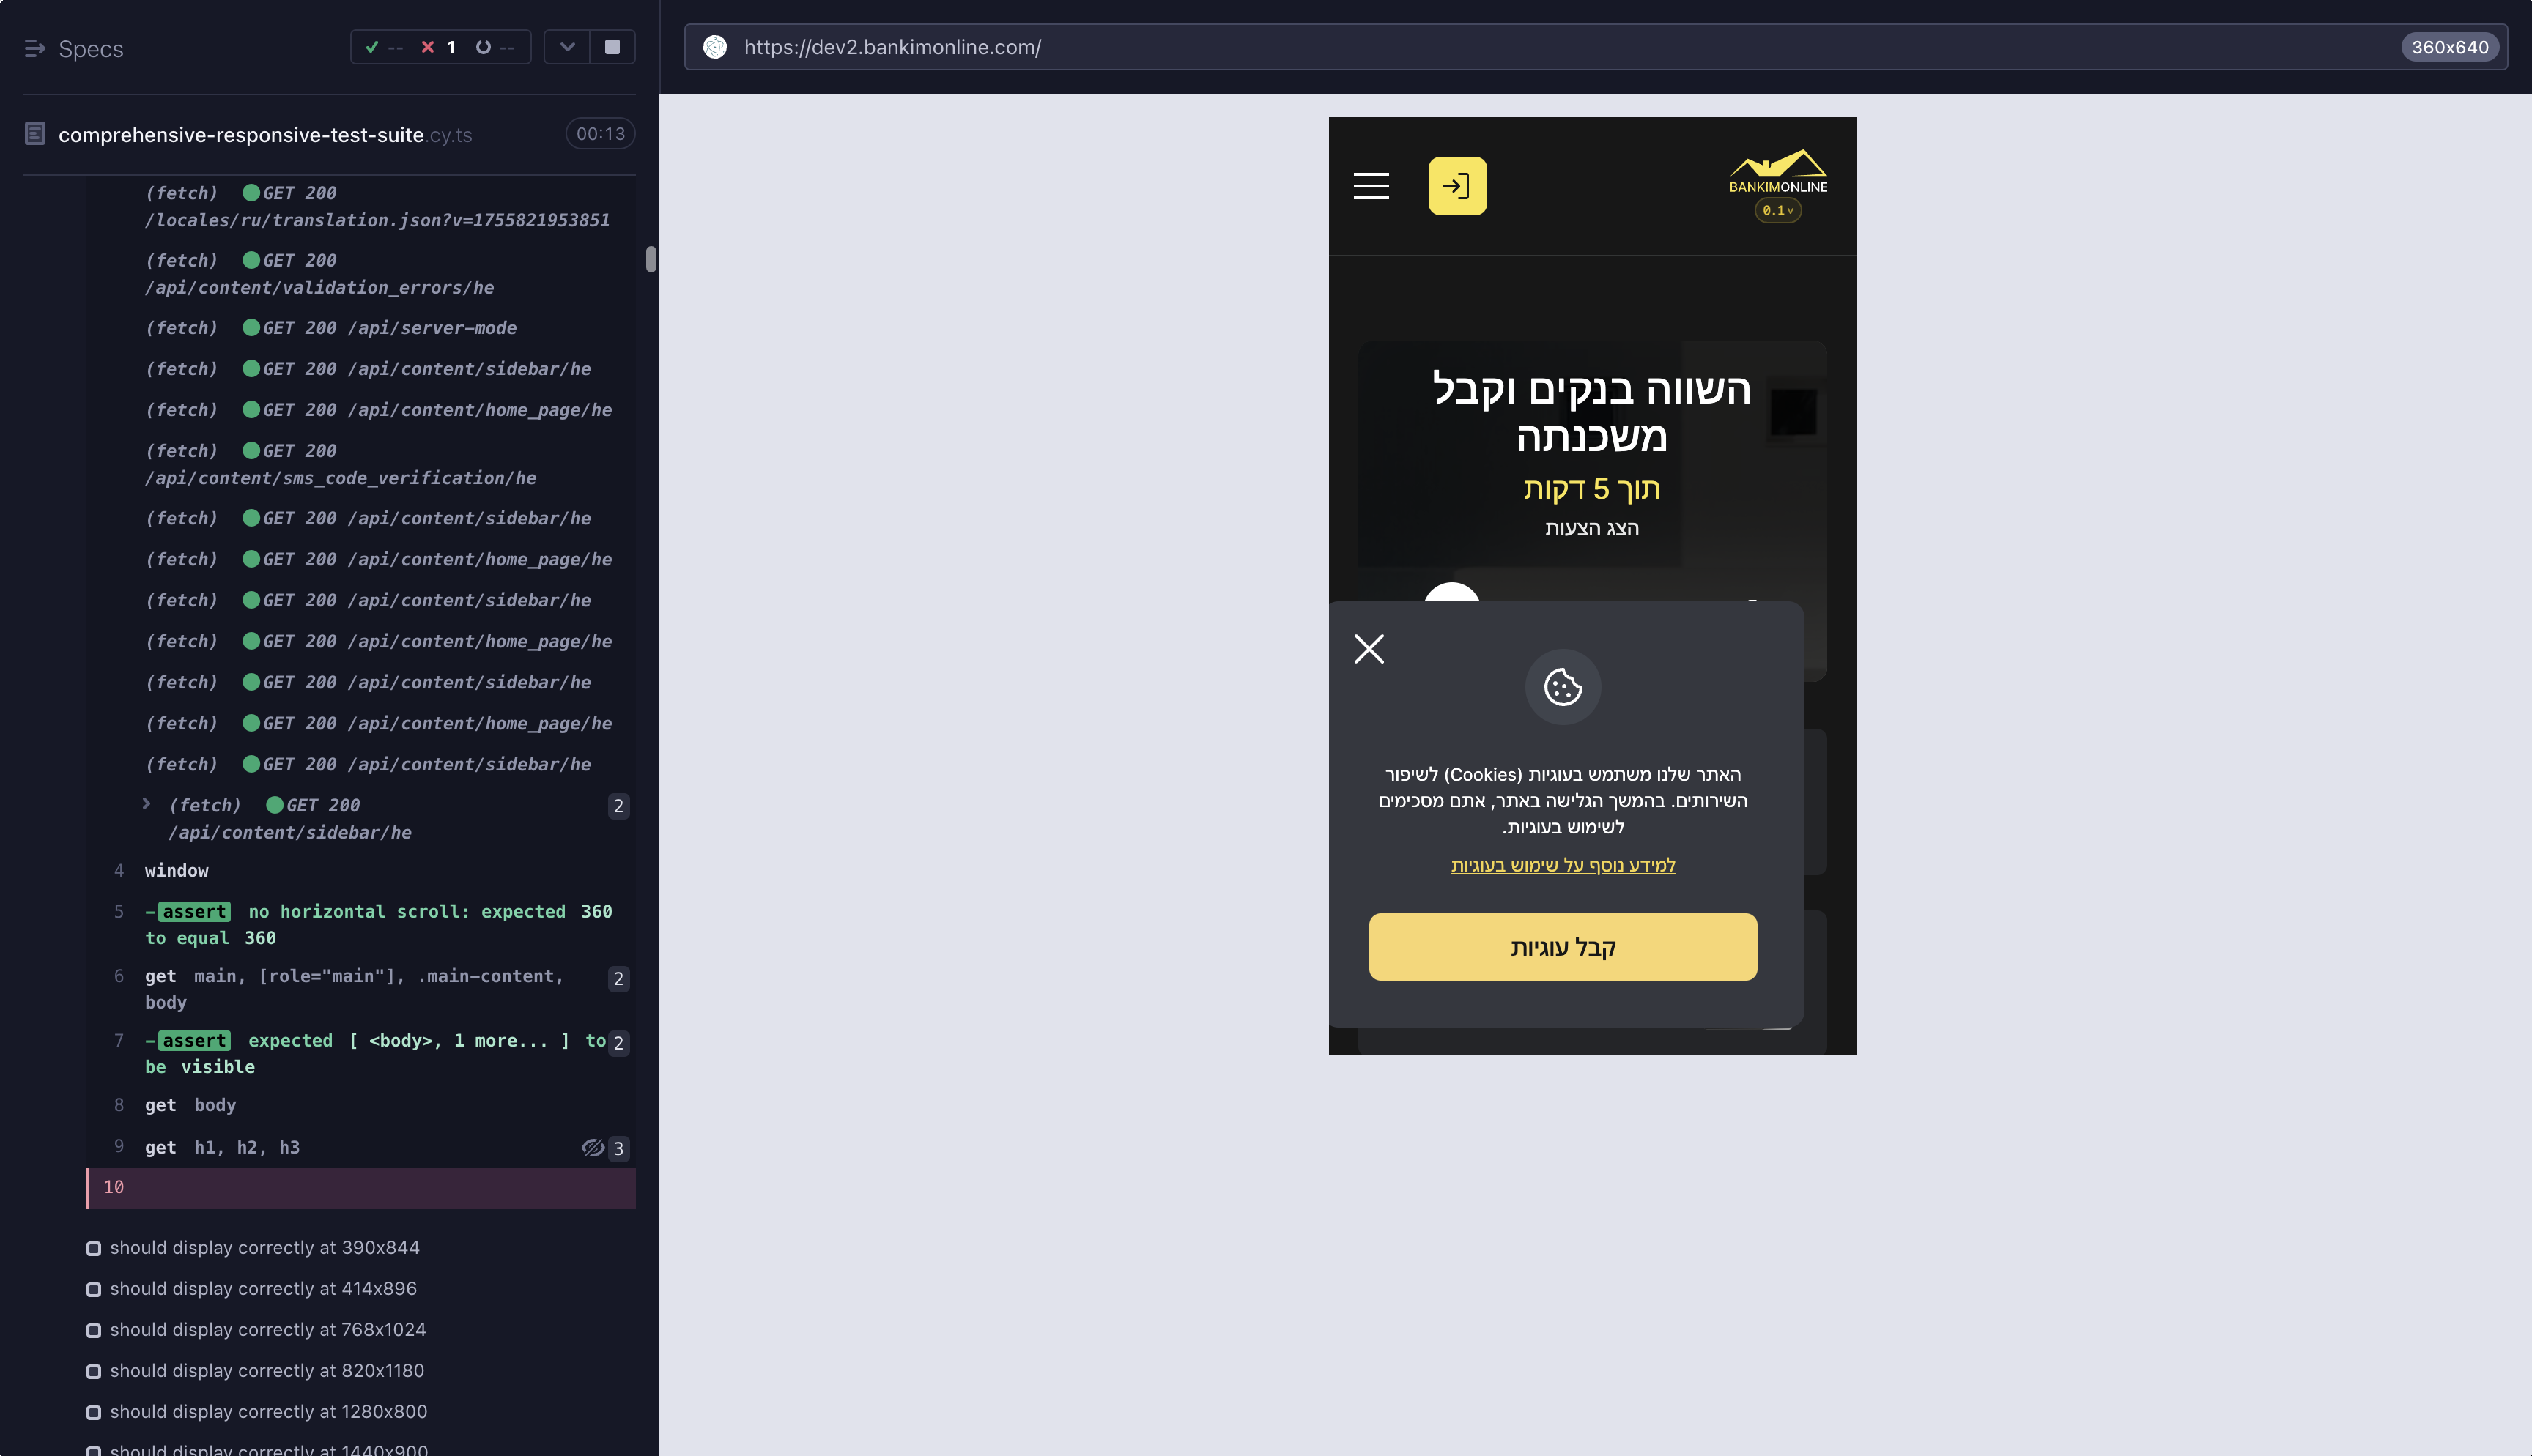 Specs
-- 1 --
comprehensive-responsive-test-suite.cy.ts 00:13
(fetch) GET 200
/locales/ru/translation.json?v=1755821953851
(fetch) GET 200
/api/content/validation_errors/he
(fetch) GET 200 /api/server-mode
(fetch) GET 200 /api/content/sidebar/he
(fetch) GET 200 /api/content/home_page/he
(fetch) GET 200
/api/content/sms_code_verification/he
(fetch) GET 200 /api/content/sidebar/he
(fetch) GET 200 /api/content/home_page/he
(fetch) GET 200 /api/content/sidebar/he
(fetch) GET 200 /api/content/home_page/he
(fetch) GET 200 /api/content/sidebar/he
(fetch) GET 200 /api/content/home_page/he
(fetch) GET 200 /api/content/sidebar/he
(fetch) GET 200 2
/api/content/sidebar/he
4 window
5 -assert no horizontal scroll: expected 360
to equal 360
6 get main, [role="main"], .main-content, 2
body
7 -assert expected [ <body>, 1 more... ] to 2
be visible
8 get body
9 get h1, h2, h3 3
10
should display correctly at 390x844
should display correctly at 414x896
should display correctly at 768x1024
should display correctly at 820x1180
should display correctly at 1280x800
should display correctly at 1440x900
https://dev2.bankimonline.com/ 360x640
BANKIMONLINE
0.1v
השווה בנקים וקבל
משכנתה
תוך 5 דקות
הצג הצעות
האתר שלנו משתמש בעוגיות (Cookies) לשיפור
השירותים. בהמשך הגלישה באתר, אתם מסכימים
לשימוש בעוגיות.
למידע נוסף על שימוש בעוגיות
קבל עוגיות